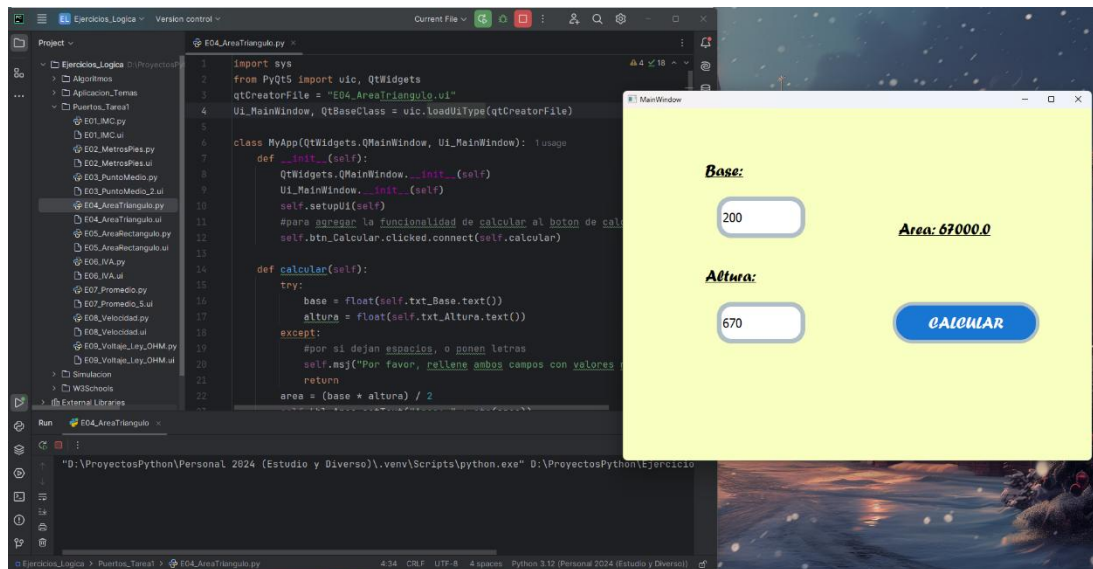 Ejercicios_Logica
Version control
Current File
Project
E04_AreaTriangulo.py
Ejercicios_Logica D:\ProyectosPy
Algoritmos
Aplicacion_Temas
Puertos_Tarea1
E01_IMC.py
E01_IMC.ui
E02_MetrosPies.py
E02_MetrosPies.ui
E03_PuntoMedio.py
E03_PuntoMedio_2.ui
E04_AreaTriangulo.py
E04_AreaTriangulo.ui
E05_AreaRectangulo.py
E05_AreaRectangulo.ui
E06_IVA.py
E06_IVA.ui
E07_Promedio.py
E07_Promedio_5.ui
E08_Velocidad.py
E08_Velocidad.ui
E09_Voltaje_Ley_OHM.py
E09_Voltaje_Ley_OHM.ui
Simulacion
W3Schools
External Libraries
4 18
1 import sys
2 from PyQt5 import uic, QtWidgets
3 qtCreatorFile = "E04_AreaTriangulo.ui"
4 Ui_MainWindow, QtBaseClass = uic.loadUiType(qtCreatorFile)
5
6 class MyApp(QtWidgets.QMainWindow, Ui_MainWindow): 1 usage
7 def __init__(self):
8 QtWidgets.QMainWindow.__init__(self)
9 Ui_MainWindow.__init__(self)
10 self.setupUi(self)
11 #para agregar la funcionalidad de calcular al boton de calc
12 self.btn_Calcular.clicked.connect(self.calcular)
13
14 def calcular(self):
15 try:
16 base = float(self.txt_Base.text())
17 altura = float(self.txt_Altura.text())
18 except:
19 #por si dejan espacios, o ponen letras
20 self.msj("Por favor, rellene ambos campos con valores
21 return
22 area = (base * altura) / 2
MainWindow
Base:
200
Area: 67000.0
Altura:
670
CALCULAR
Run E04_AreaTriangulo
"D:\ProyectosPython\Personal 2024 (Estudio y Diverso)\.venv\Scripts\python.exe" D:\ProyectosPython\Ejercicio
Ejercicios_Logica > Puertos_Tarea1 > E04_AreaTriangulo.py
4:34 CRLF UTF-8 4 spaces Python 3.12 (Personal 2024 (Estudio y Diverso))